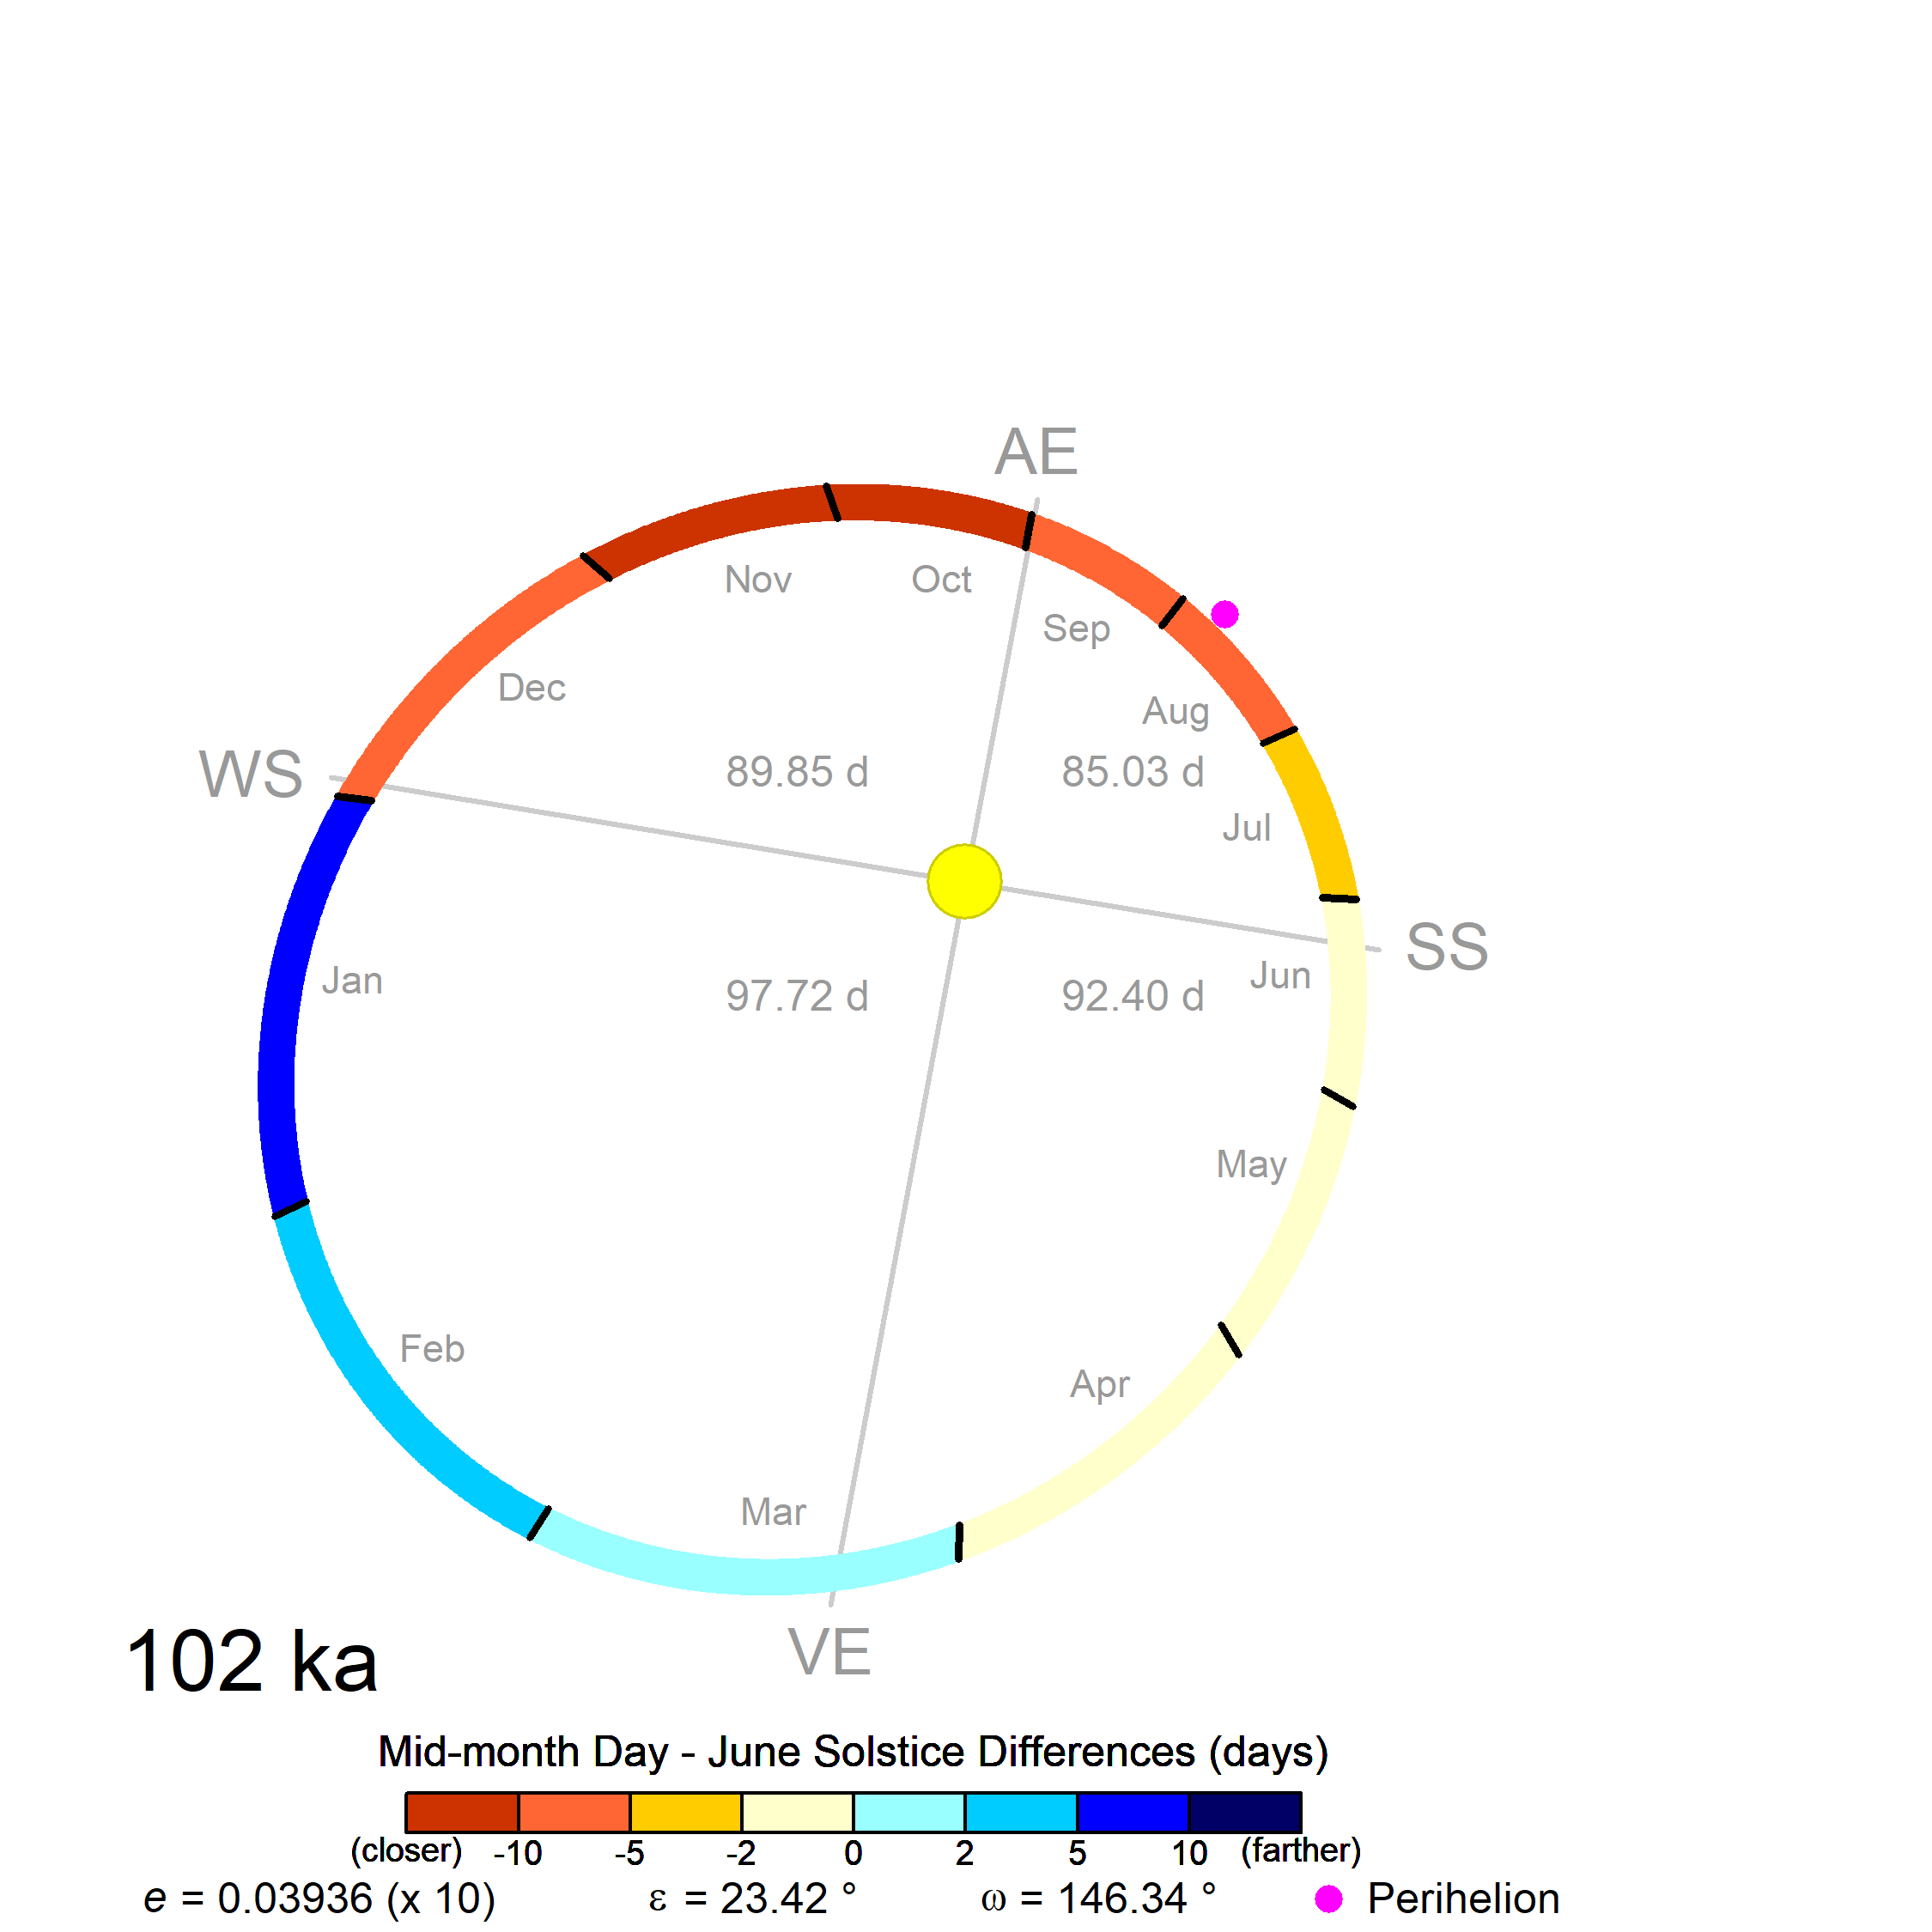 AE
Nov
Oct
Sep
Dec
Aug
WS
89.85 d
85.03 d
Jul
SS
Jan
97.72 d
92.40 d
Jun
May
Feb
Apr
Mar
VE
102 ka
Mid-month Day - June Solstice Differences (days)
(closer) -10 -5 -2 0 2 5 10 (farther)
e = 0.03936 (x 10) ε = 23.42 ° ω = 146.34 ° Perihelion